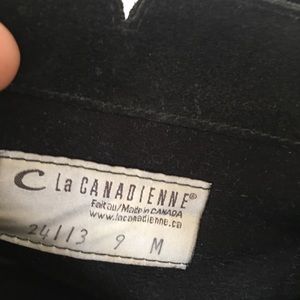 C La CANADIENNE®
Fait au/Made in CANADA
www.lacanadienne.ca
24113 9 M